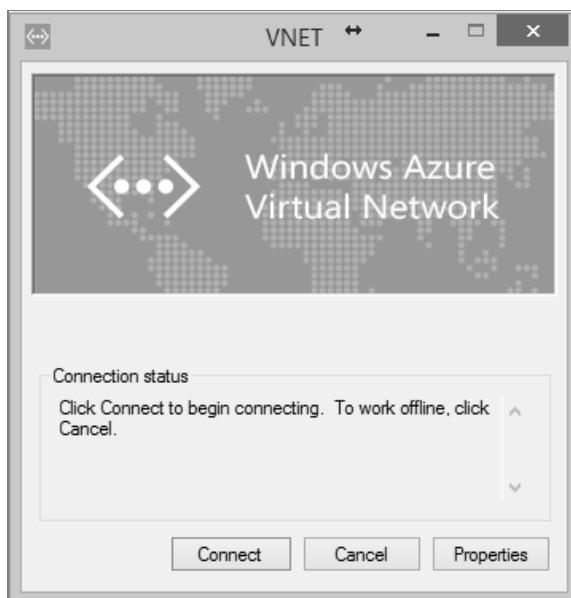 VNET
Windows Azure
Virtual Network
Connection status
Click Connect to begin connecting.  To work offline, click
Cancel.
Connect Cancel Properties